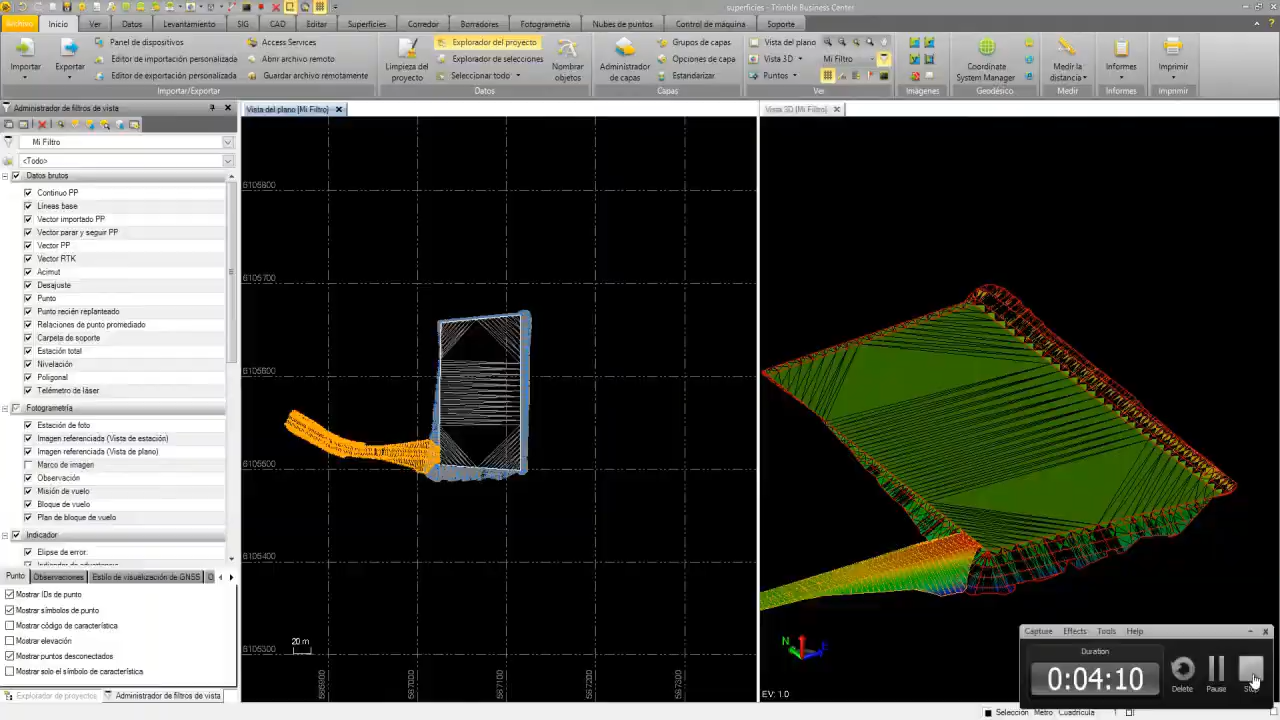 superficies - Trimble Business Center
Archivo Inicio Ver Datos Levantamiento SIG CAD Editar Superficies Corredor Borradores Fotogrametría Nubes de puntos Control de máquina Soporte
Importar Exportar
Panel de dispositivos
Editor de importación personalizada
Editor de exportación personalizada
Access Services
Abrir archivo remoto
Guardar archivo remotamente
Importar/Exportar
Limpieza del proyecto
Explorador del proyecto
Explorador de selecciones
Seleccionar todo
Nombrar objetos
Datos
Administrador de capas
Grupos de capas
Opciones de capas
Estandarizar
Capas
Vista del plano
Vista 3D
Mi Filtro
Puntos
Ver
Imágenes
Coordinate System Manager
Geodésico
Medir la distancia
Medir
Informes
Informes
Imprimir
Imprimir
Administrador de filtros de vista
Mi Filtro
<Todo>
Datos brutos
Continuo PP
Líneas base
Vector importado PP
Vector parar y seguir PP
Vector PP
Vector RTK
Acimut
Desajuste
Punto
Punto recién replanteado
Relaciones de punto promediado
Carpeta de soporte
Estación total
Nivelación
Poligonal
Telémetro de láser
Fotogrametría
Estación de foto
Imagen referenciada (Vista de estación)
Imagen referenciada (Vista de plano)
Marco de imagen
Observación
Misión de vuelo
Bloque de vuelo
Plan de bloque de vuelo
Indicador
Elipse de error
Punto Observaciones Estilo de visualización de GNSS
Mostrar IDs de punto
Mostrar símbolos de punto
Mostrar código de característica
Mostrar elevación
Mostrar puntos desconectados
Mostrar solo el símbolo de característica
Explorador de proyectos Administrador de filtros de vista
Vista del plano [Mi Filtro]
6105800
6105700
6105600
6105500
6105400
6105300
20 m
Vista 3D [Mi Filtro]
N
EV: 1.0
Capture Effects Tools Help
Duration
0:04:10
Delete Pause Stop
Selección Metro Cuadrícula